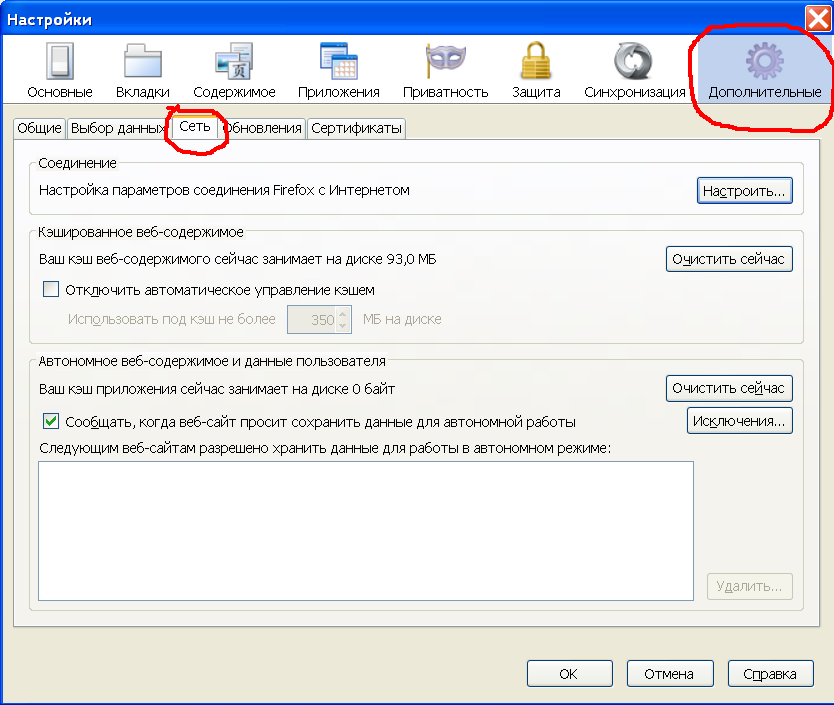 Настройки
Основные Вкладки Содержимое Приложения Приватность Защита Синхронизация Дополнительные
Общие Выбор данных Сеть Обновления Сертификаты
Соединение
Настройка параметров соединения Firefox с Интернетом Настроить...
Кэшированное веб-содержимое
Ваш кэш веб-содержимого сейчас занимает на диске 93,0 МБ Очистить сейчас
Отключить автоматическое управление кэшем
Использовать под кэш не более 350 МБ на диске
Автономное веб-содержимое и данные пользователя
Ваш кэш приложения сейчас занимает на диске 0 байт Очистить сейчас
Сообщать, когда веб-сайт просит сохранить данные для автономной работы Исключения...
Следующим веб-сайтам разрешено хранить данные для работы в автономном режиме:
Удалить...
OK Отмена Справка